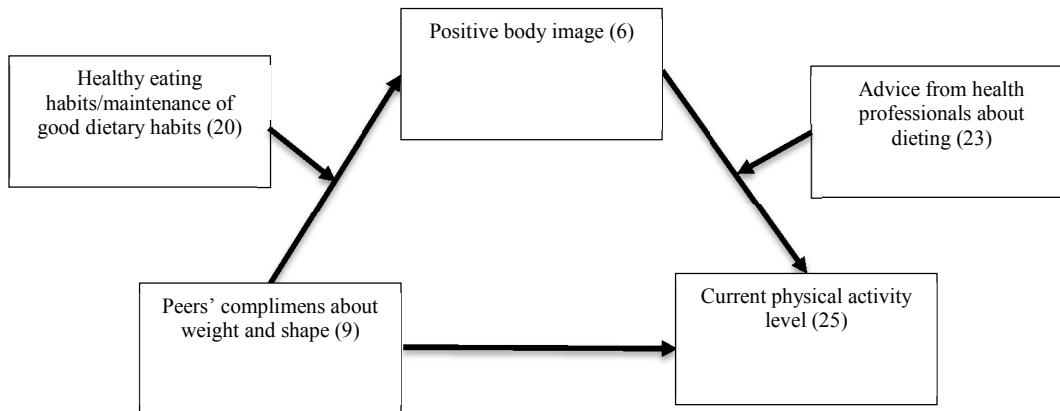 Positive body image (6)
Healthy eating
habits/maintenance of
good dietary habits (20)
Advice from health
professionals about
dieting (23)
Peers’ complimens about
weight and shape (9)
Current physical activity
level (25)